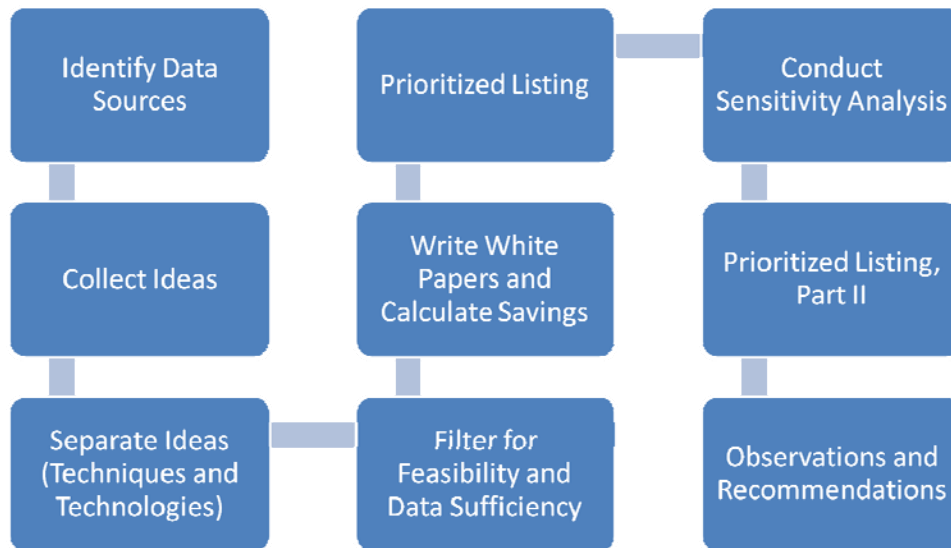 Identify Data
Sources
Collect Ideas
Separate Ideas
(Techniques and
Technologies)
Filter for
Feasibility and
Data Sufficiency
Write White
Papers and
Calculate Savings
Prioritized Listing
Conduct
Sensitivity Analysis
Prioritized Listing,
Part II
Observations and
Recommendations